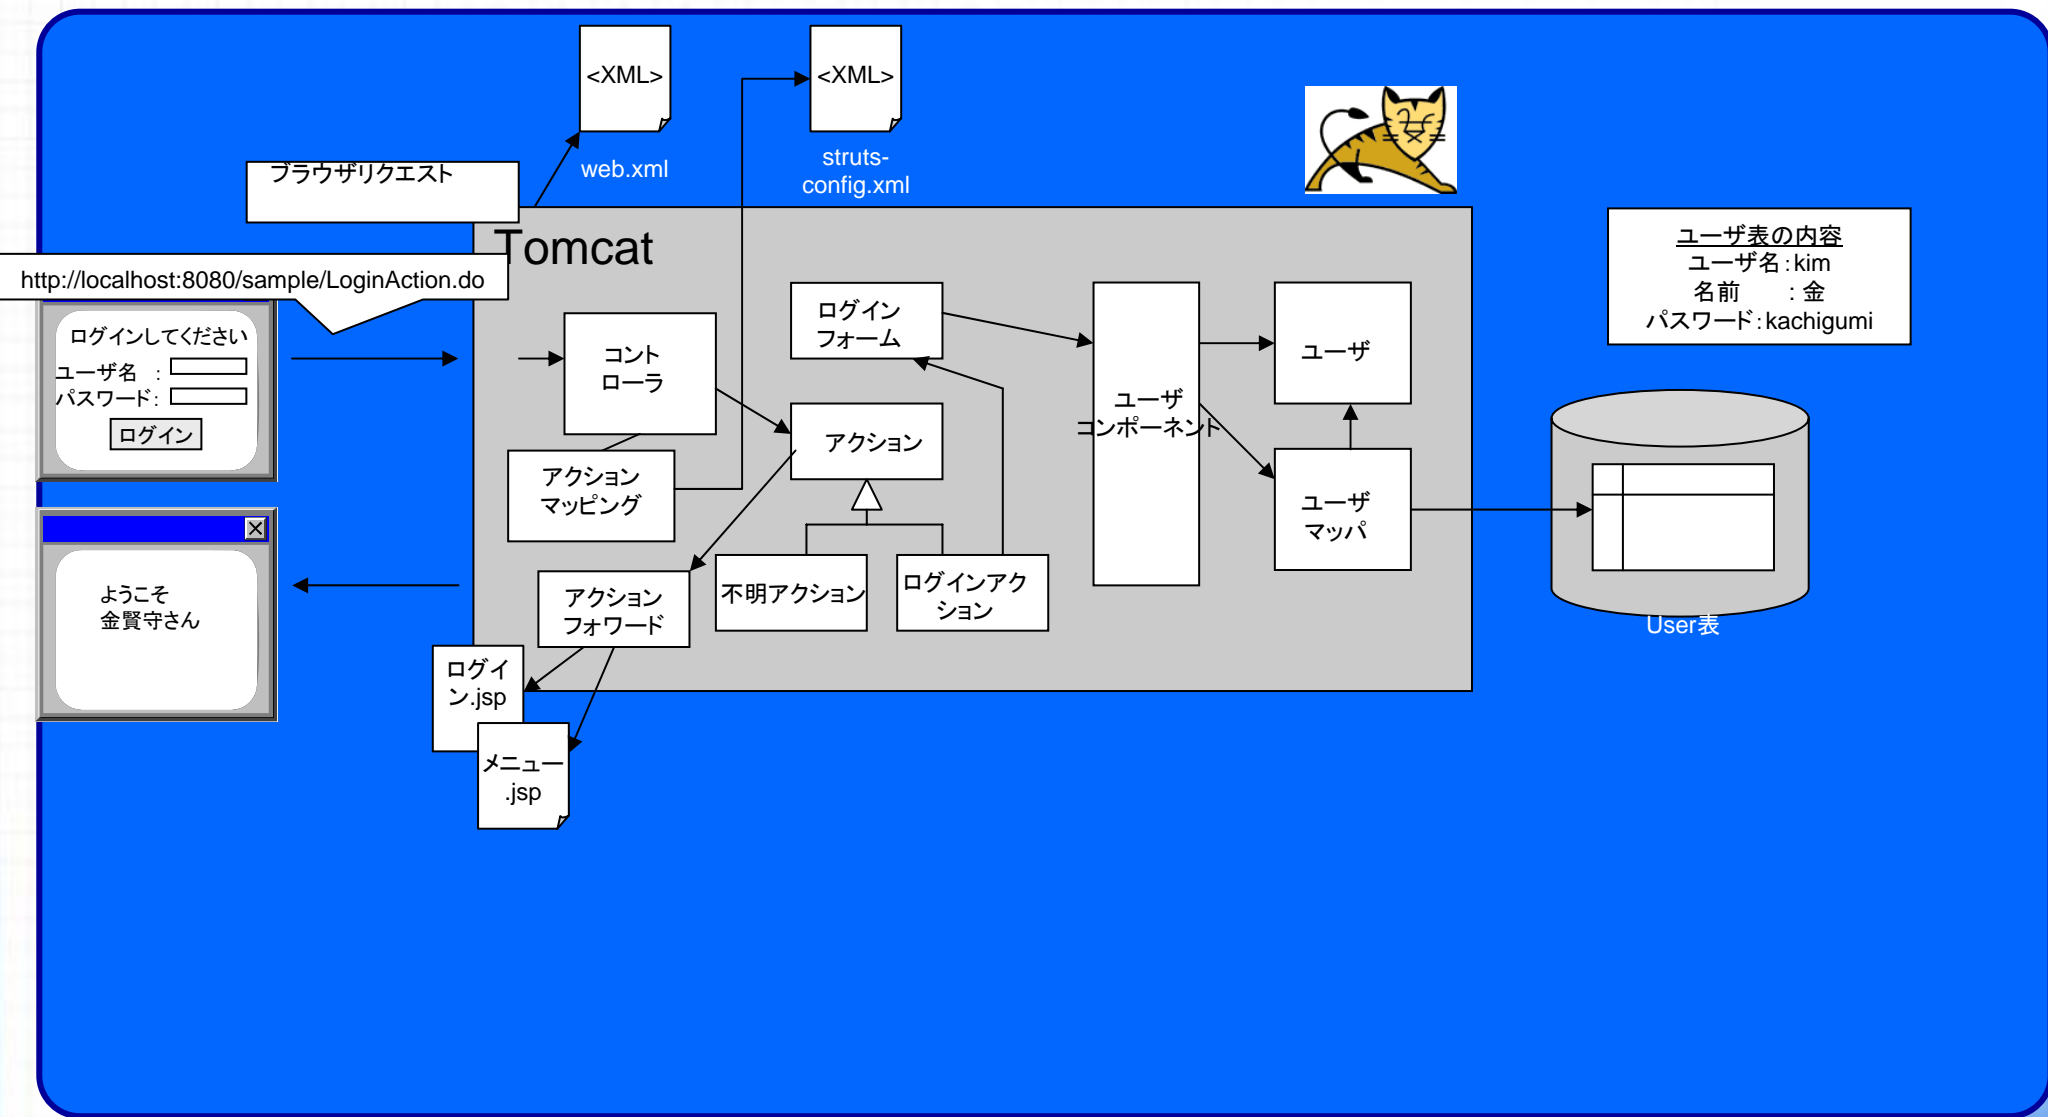 <XML>
<XML>
web.xml
struts-
config.xml
ブラウザリクエスト
Tomcat
http://localhost:8080/sample/LoginAction.do
ユーザ表の内容
ユーザ名：kim
名前　　：金
パスワード：kachigumi
ログインしてください
ユーザ名　：
パスワード：
ログイン
コント
ローラ
ログイン
フォーム
アクション
アクション
マッピング
ユーザ
コンポーネント
ユーザ
ユーザ
マッパ
不明アクション
ログインアク
ション
アクション
フォワード
ようこそ
金賢守さん
ログイ
ン.jsp
メニュー
.jsp
User表